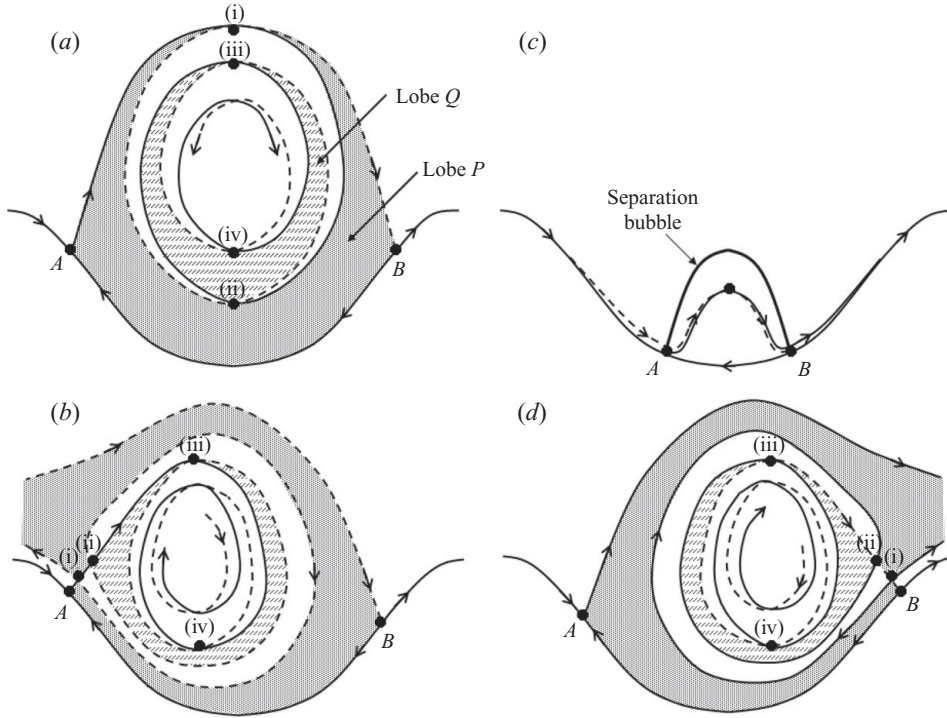 (a)
(i)
(iii)
Lobe Q
Lobe P
(iv)
(ii)
A
B
(c)
Separation
bubble
A
B
(b)
(iii)
(i)
(ii)
(iv)
A
B
(d)
(iii)
(ii)
(i)
(iv)
A
B